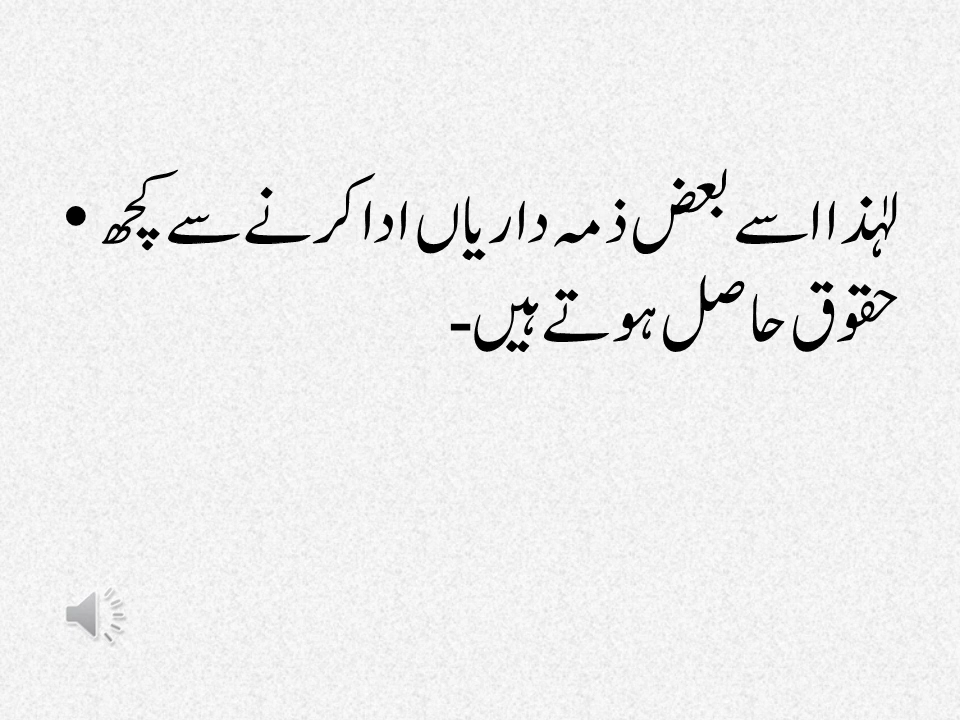 • لہٰذا اسے بعض ذمہ داریاں ادا کرنے سے کچھ
حقوق حاصل ہوتے ہیں-